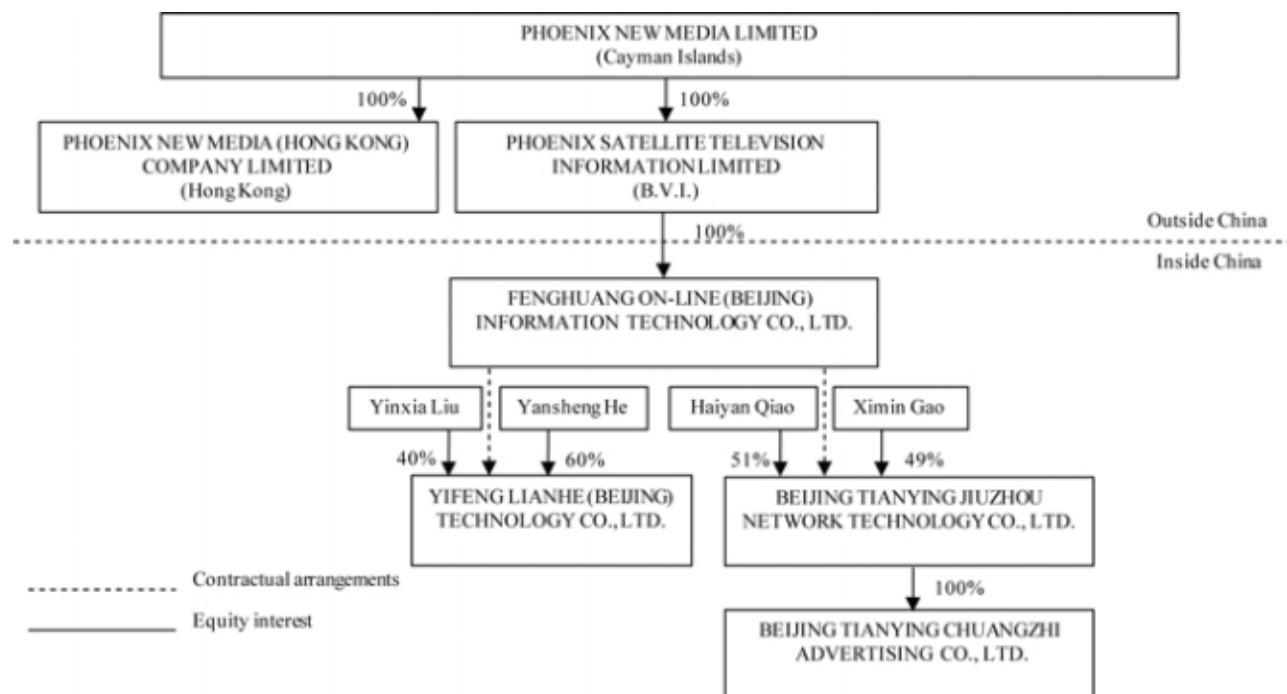 PHOENIX NEW MEDIA LIMITED
(Cayman Islands)
100%
100%
PHOENIX NEW MEDIA (HONG KONG)
COMPANY LIMITED
(Hong Kong)
PHOENIX SATELLITE TELEVISION
INFORMATION LIMITED
(B.V.I.)
Outside China
100%
Inside China
FENGHUANG ON-LINE (BEIJING)
INFORMATION TECHNOLOGY CO., LTD.
Yinxia Liu
Yansheng He
Haiyan Qiao
Ximin Gao
40%
60%
51%
49%
YIFENG LIANHE (BEIJING)
TECHNOLOGY CO., LTD.
BEIJING TIANYING JIUZHOU
NETWORK TECHNOLOGY CO., LTD.
Contractual arrangements
100%
Equity interest
BEIJING TIANYING CHUANGZHI
ADVERTISING CO., LTD.